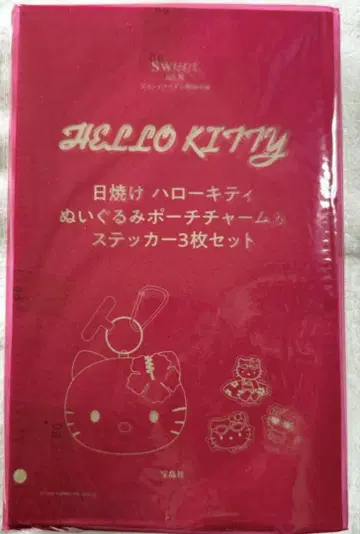 HELLO KITTY
日焼け ハローキティ
ぬいぐるみポーチチャーム&
ステッカー3枚セット
宝島社